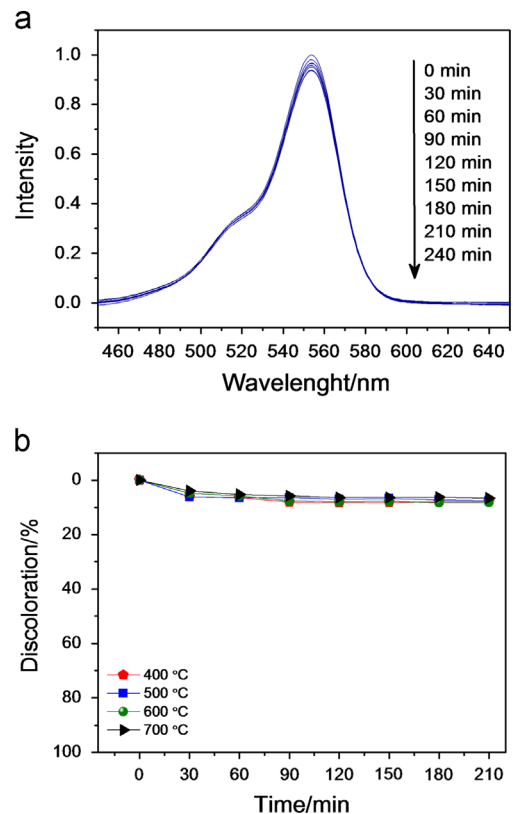 a
1.0
0.8
0.6
0.4
0.2
0.0
Intensity
0 min
30 min
60 min
90 min
120 min
150 min
180 min
210 min
240 min
460 480 500 520 540 560 580 600 620 640
Wavelenght/nm
b
0
20
40
60
80
100
Discoloration/%
400 °C
500 °C
600 °C
700 °C
0 30 60 90 120 150 180 210
Time/min